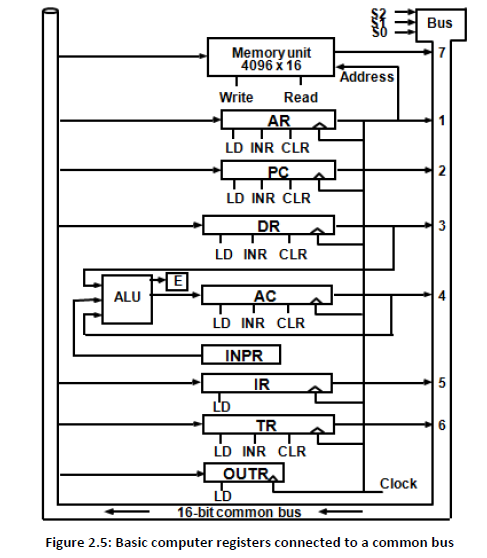 S2
S1
S0
Bus
Memory unit
4096 x 16
7
Address
Write Read
AR
1
LD INR CLR
PC
2
LD INR CLR
DR
3
LD INR CLR
E
ALU
AC
4
LD INR CLR
INPR
IR
5
LD
TR
6
LD INR CLR
OUTR
LD
Clock
16-bit common bus
Figure 2.5: Basic computer registers connected to a common bus